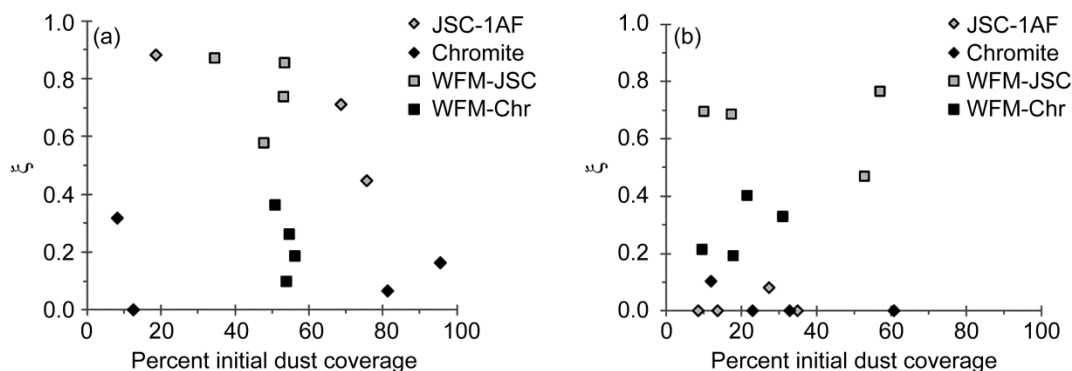 (a)
JSC-1AF
Chromite
WFM-JSC
WFM-Chr
1.0
0.8
0.6
0.4
0.2
0.0
ξ
0 20 40 60 80 100
Percent initial dust coverage
(b)
JSC-1AF
Chromite
WFM-JSC
WFM-Chr
1.0
0.8
0.6
0.4
0.2
0.0
ξ
0 20 40 60 80 100
Percent initial dust coverage